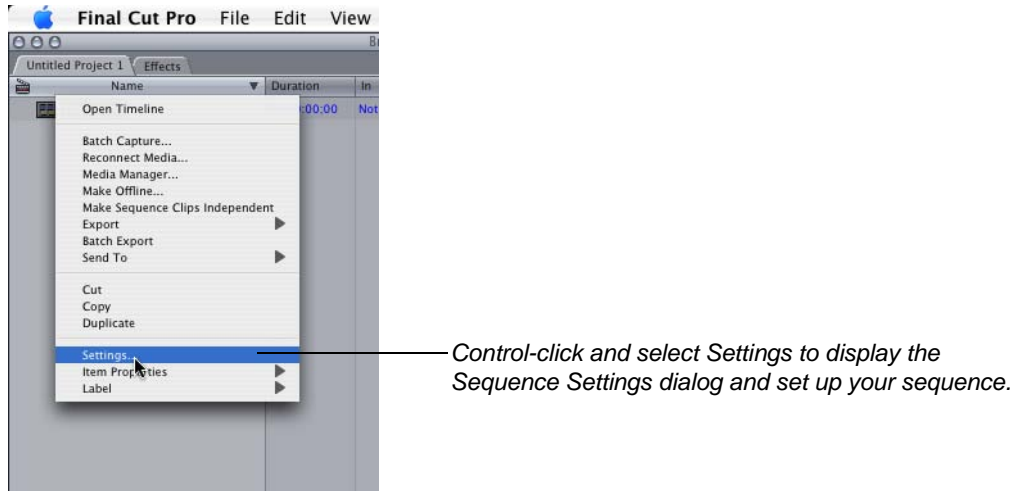 Final Cut Pro File Edit View
Untitled Project 1 Effects
Name Duration In
Open Timeline
:00:00 Not
Batch Capture...
Reconnect Media...
Media Manager...
Make Offline...
Make Sequence Clips Independent
Export
Batch Export
Send To
Cut
Copy
Duplicate
Settings...
Item Properties
Label
Control-click and select Settings to display the
Sequence Settings dialog and set up your sequence.